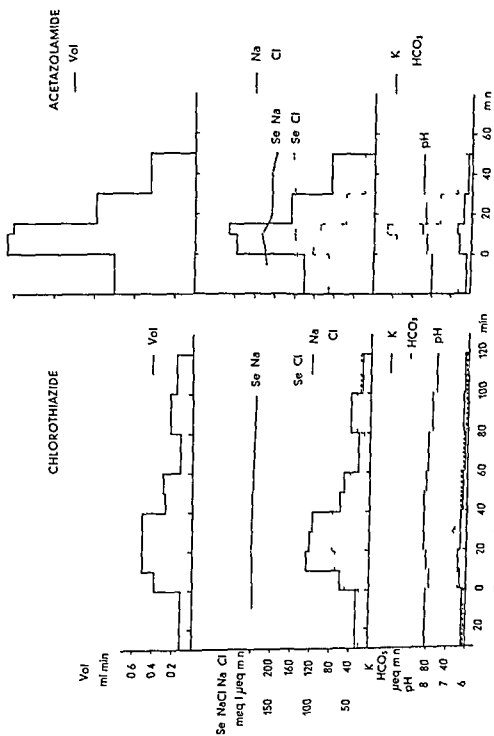 CHLOROTHIAZIDE
Vol
ml min
0 6
0 4
0 2
— Vol
Se NaCl Na Cl
meq l µeq m n
200
150
160
120
100
80
50
40
Se Na
Se Cl
— Na
Cl
K
HCO₃
µeq m n
pH
80
8
40
7
6
— K
- HCO₃
pH
20 0 20 40 60 80 100 120 min
ACETAZOLAMIDE
— Vol
— Na
Cl
Se Na
Se Cl
— K
HCO₃
pH
0 20 40 60 m n